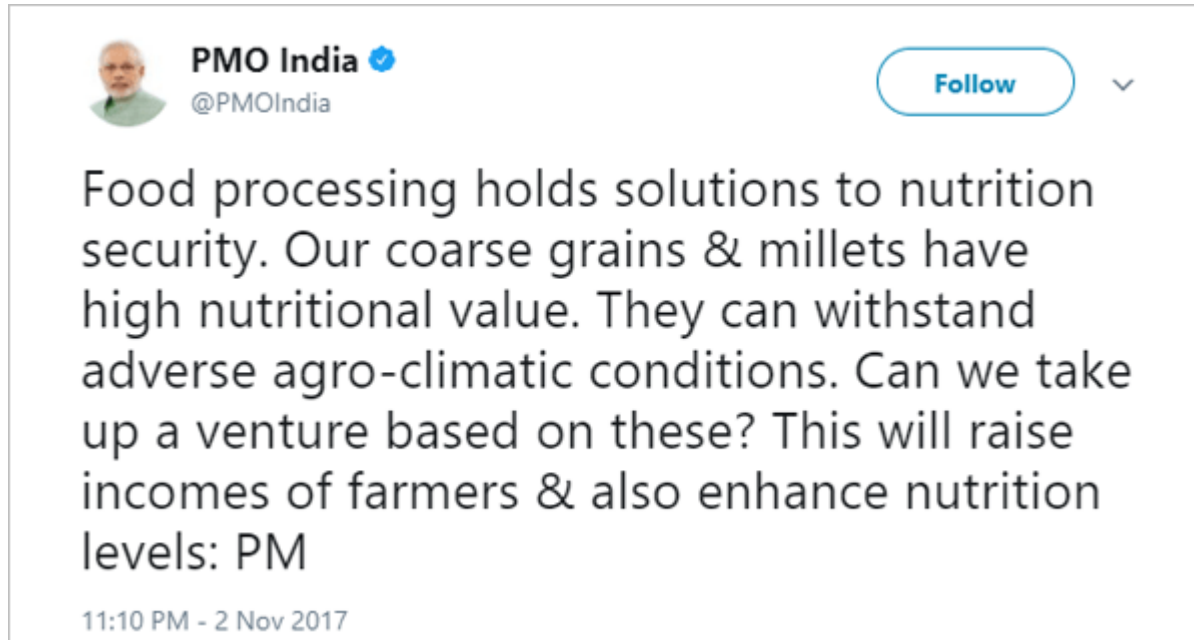 PMO India
@PMOIndia
Follow
Food processing holds solutions to nutrition
security. Our coarse grains & millets have
high nutritional value. They can withstand
adverse agro-climatic conditions. Can we take
up a venture based on these? This will raise
incomes of farmers & also enhance nutrition
levels: PM
11:10 PM - 2 Nov 2017